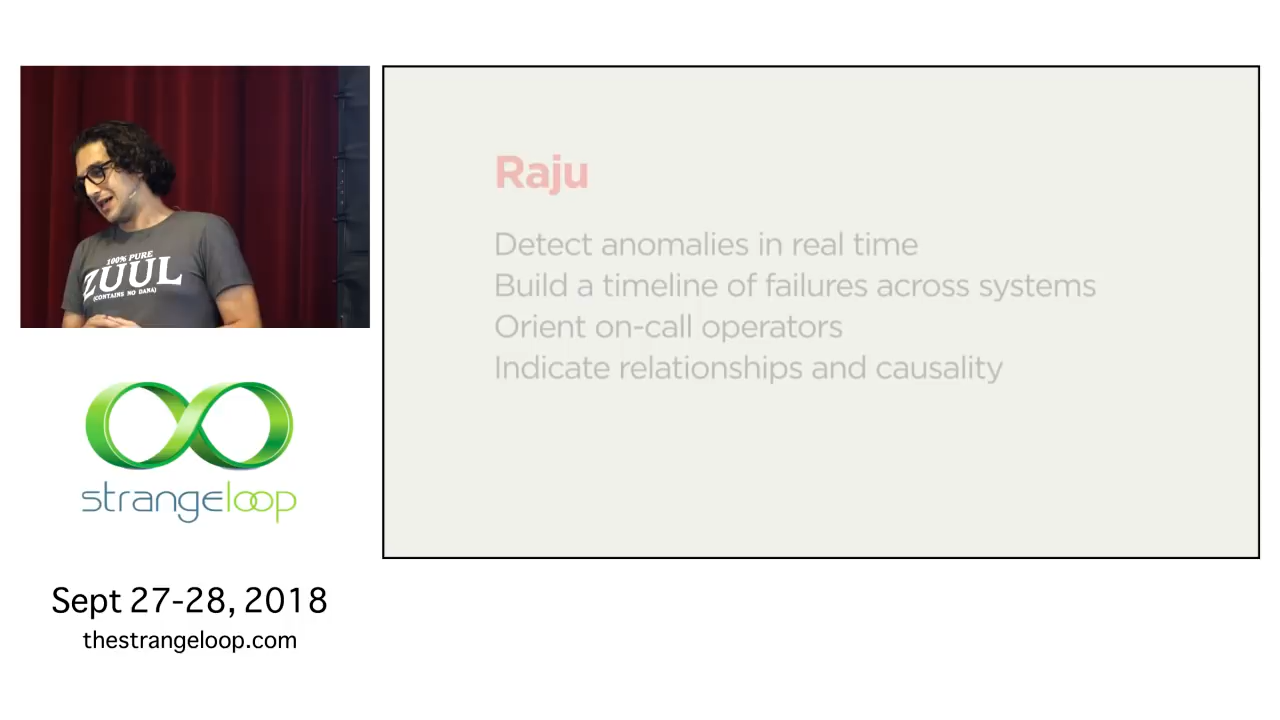 100% PURE
ZUUL
(CONTAINS NO DANA)
strangeloop
Sept 27-28, 2018
thestrangeloop.com
Raju
Detect anomalies in real time
Build a timeline of failures across systems
Orient on-call operators
Indicate relationships and causality